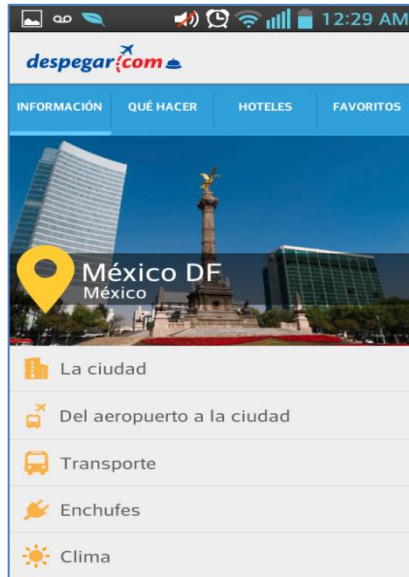 12:29 AM
despegar.com
INFORMACIÓN QUÉ HACER HOTELES FAVORITOS
México DF
México
La ciudad
Del aeropuerto a la ciudad
Transporte
Enchufes
Clima